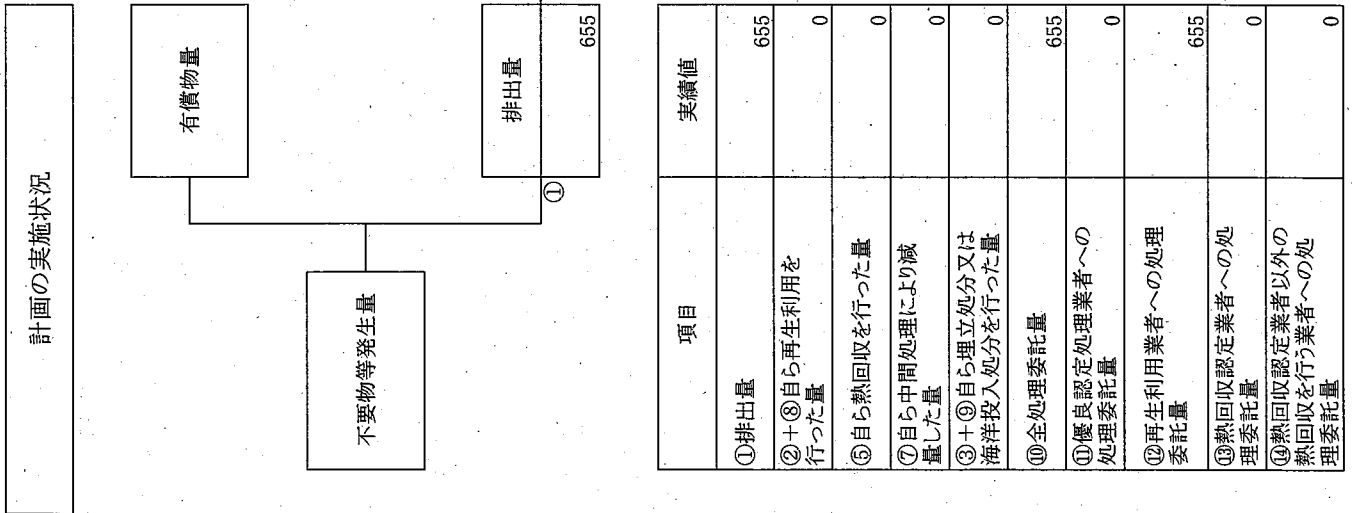 計画の実施状況
有償物量
不要物等発生量
①
排出量
655
項目
実績値
①排出量
655
②+⑧自ら再生利用を
行った量
0
⑤自ら熱回収を行った量
0
⑦自ら中間処理により減
量した量
0
③+⑨自ら埋立処分又は
海洋投入処分を行った量
0
⑩全処理委託量
655
⑪優良認定処理業者への
処理委託量
0
⑫再生利用業者への処理
委託量
655
⑬熱回収認定業者への処
理委託量
0
⑭熱回収認定業者以外の
熱回収を行う業者への処
理委託量
0